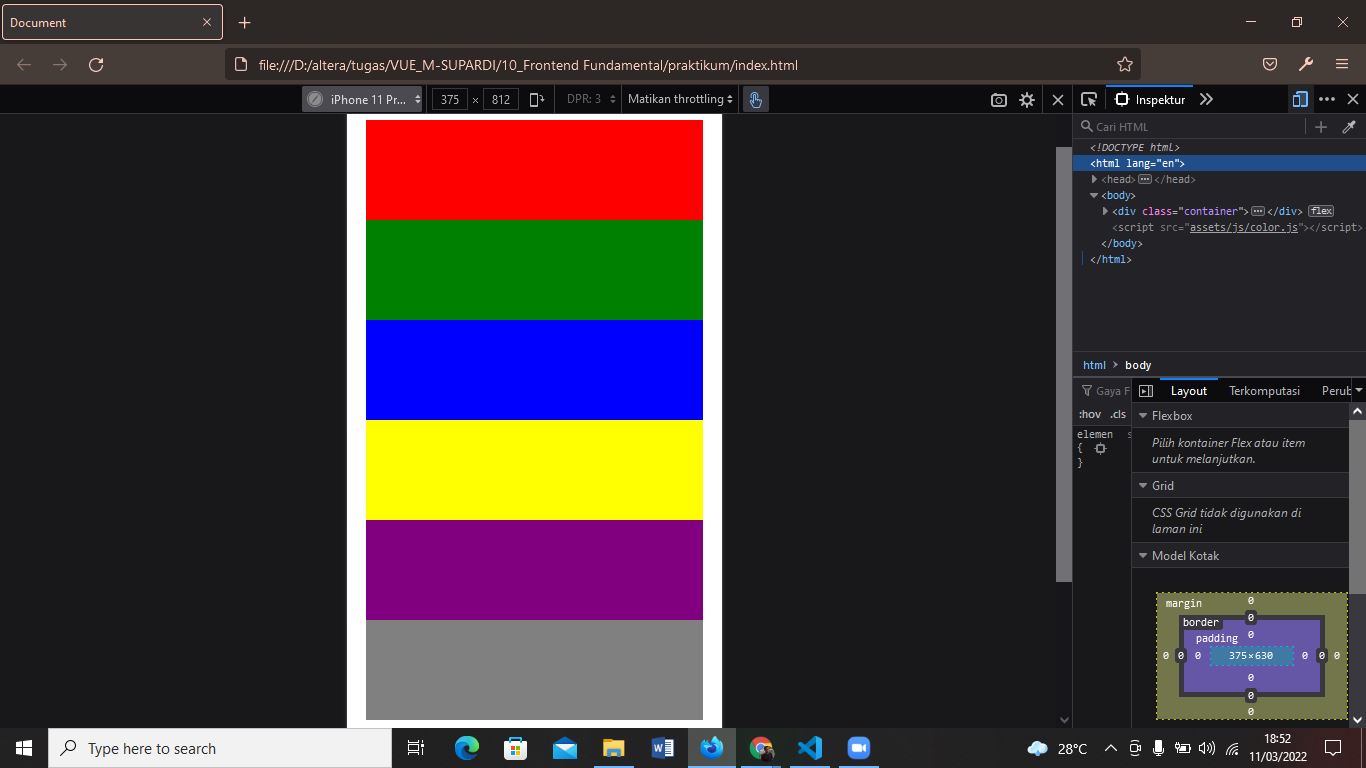 Document
file:///D:/altera/tugas/VUE_M-SUPARDI/10_Frontend Fundamental/praktikum/index.html
iPhone 11 Pr... 375 × 812 DPR: 3 Matikan throttling
Inspektur
Cari HTML
<!DOCTYPE html>
<html lang="en">
<head> </head>
<body>
<div class="container"> </div> flex
<script src="assets/js/color.js"></script>
</body>
</html>
html > body
Gaya F
Layout Terkomputasi Perub
:hov .cls
elemen s
{
}
Flexbox
Pilih kontainer Flex atau item
untuk melanjutkan.
Grid
CSS Grid tidak digunakan di
laman ini
Model Kotak
margin 0
border 0
padding 0
0 0 0 375×630 0 0 0
0
0
0
Type here to search
28°C
18:52
11/03/2022